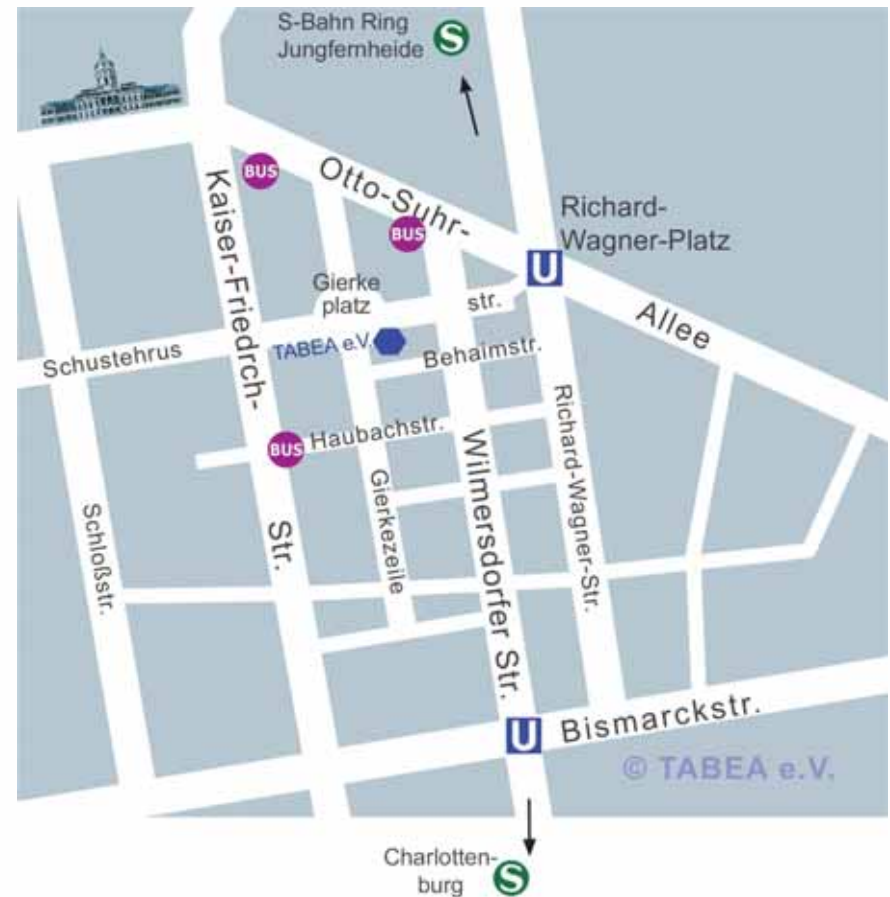 S-Bahn Ring
Jungfernheide
S
BUS
Otto-Suhr-
BUS
Richard-
Wagner-Platz
U
Allee
Kaiser-Friedrch-
Str.
Gierke
platz
Schustehrus
str.
TABEA e.V.
Behaimstr.
BUS
Haubachstr.
Gierkezeile
Wilmersdorfer Str.
Richard-Wagner-Str.
Schloßstr.
U
Bismarckstr.
© TABEA e.V.
Charlotten-
burg
S